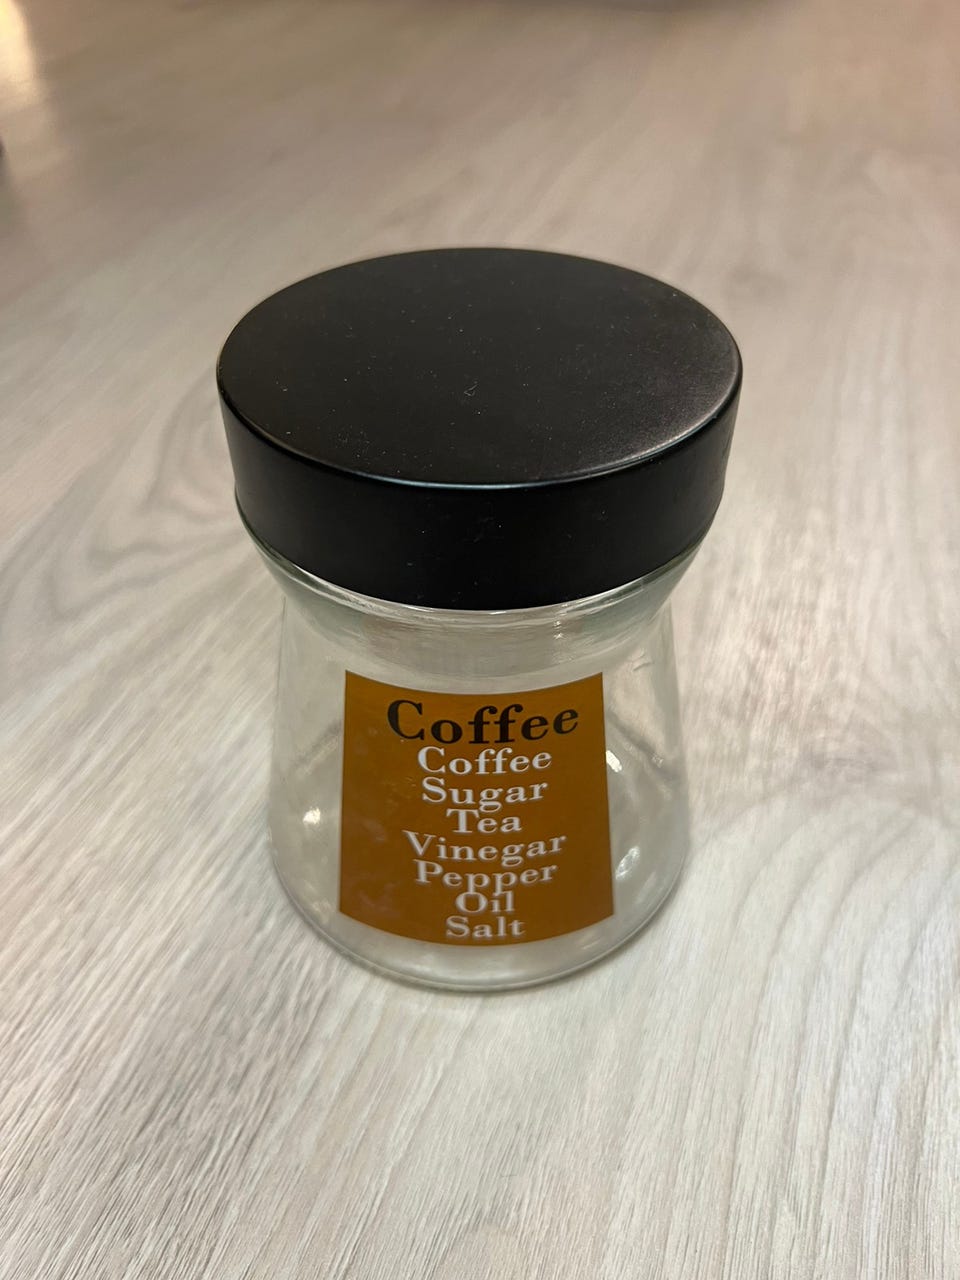 Coffee
Coffee
Sugar
Tea
Vinegar
Pepper
Oil
Salt